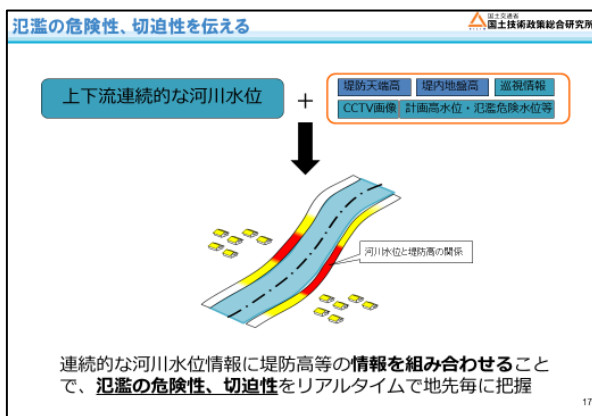 氾濫の危険性、切迫性を伝える
国土交通省
国土技術政策総合研究所
上下流連続的な河川水位
+
堤防天端高 堤内地盤高 巡視情報
CCTV画像 計画高水位・氾濫危険水位等
河川水位と堤防高の関係
連続的な河川水位情報に堤防高等の情報を組み合わせること
で、氾濫の危険性、切迫性をリアルタイムで地先毎に把握
17